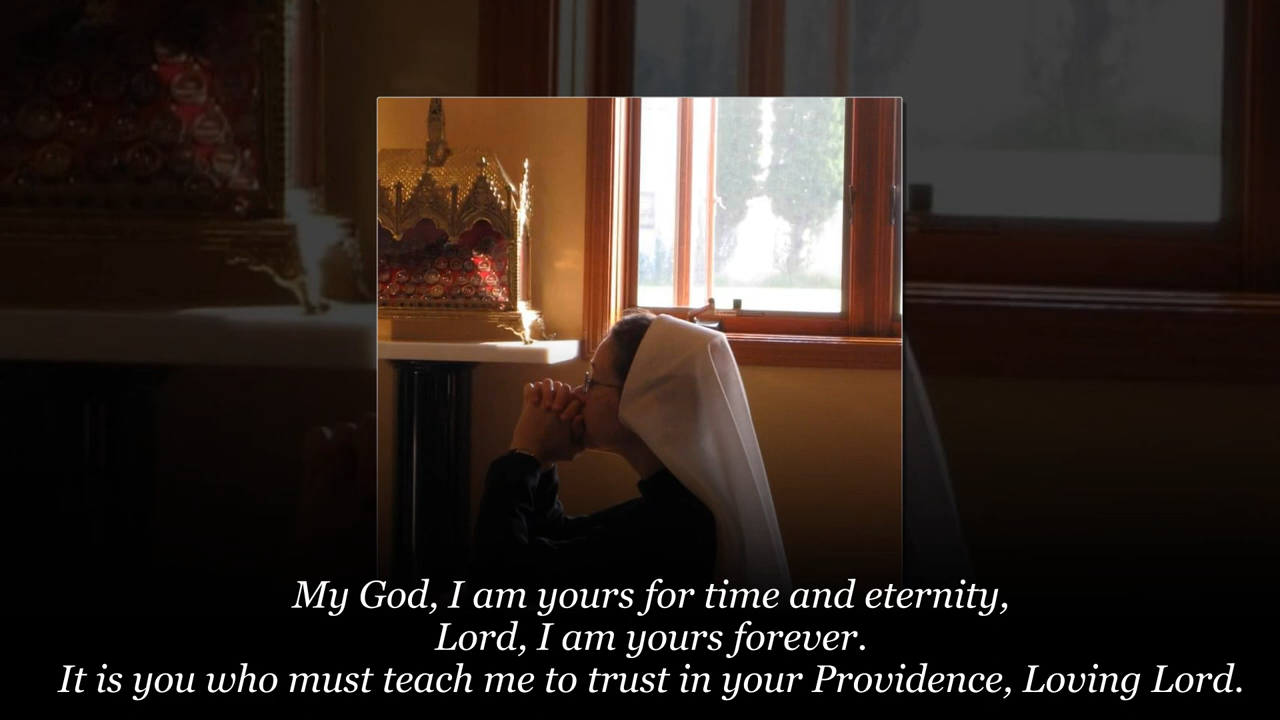 My God, I am yours for time and eternity,
Lord, I am yours forever.
It is you who must teach me to trust in your Providence, Loving Lord.